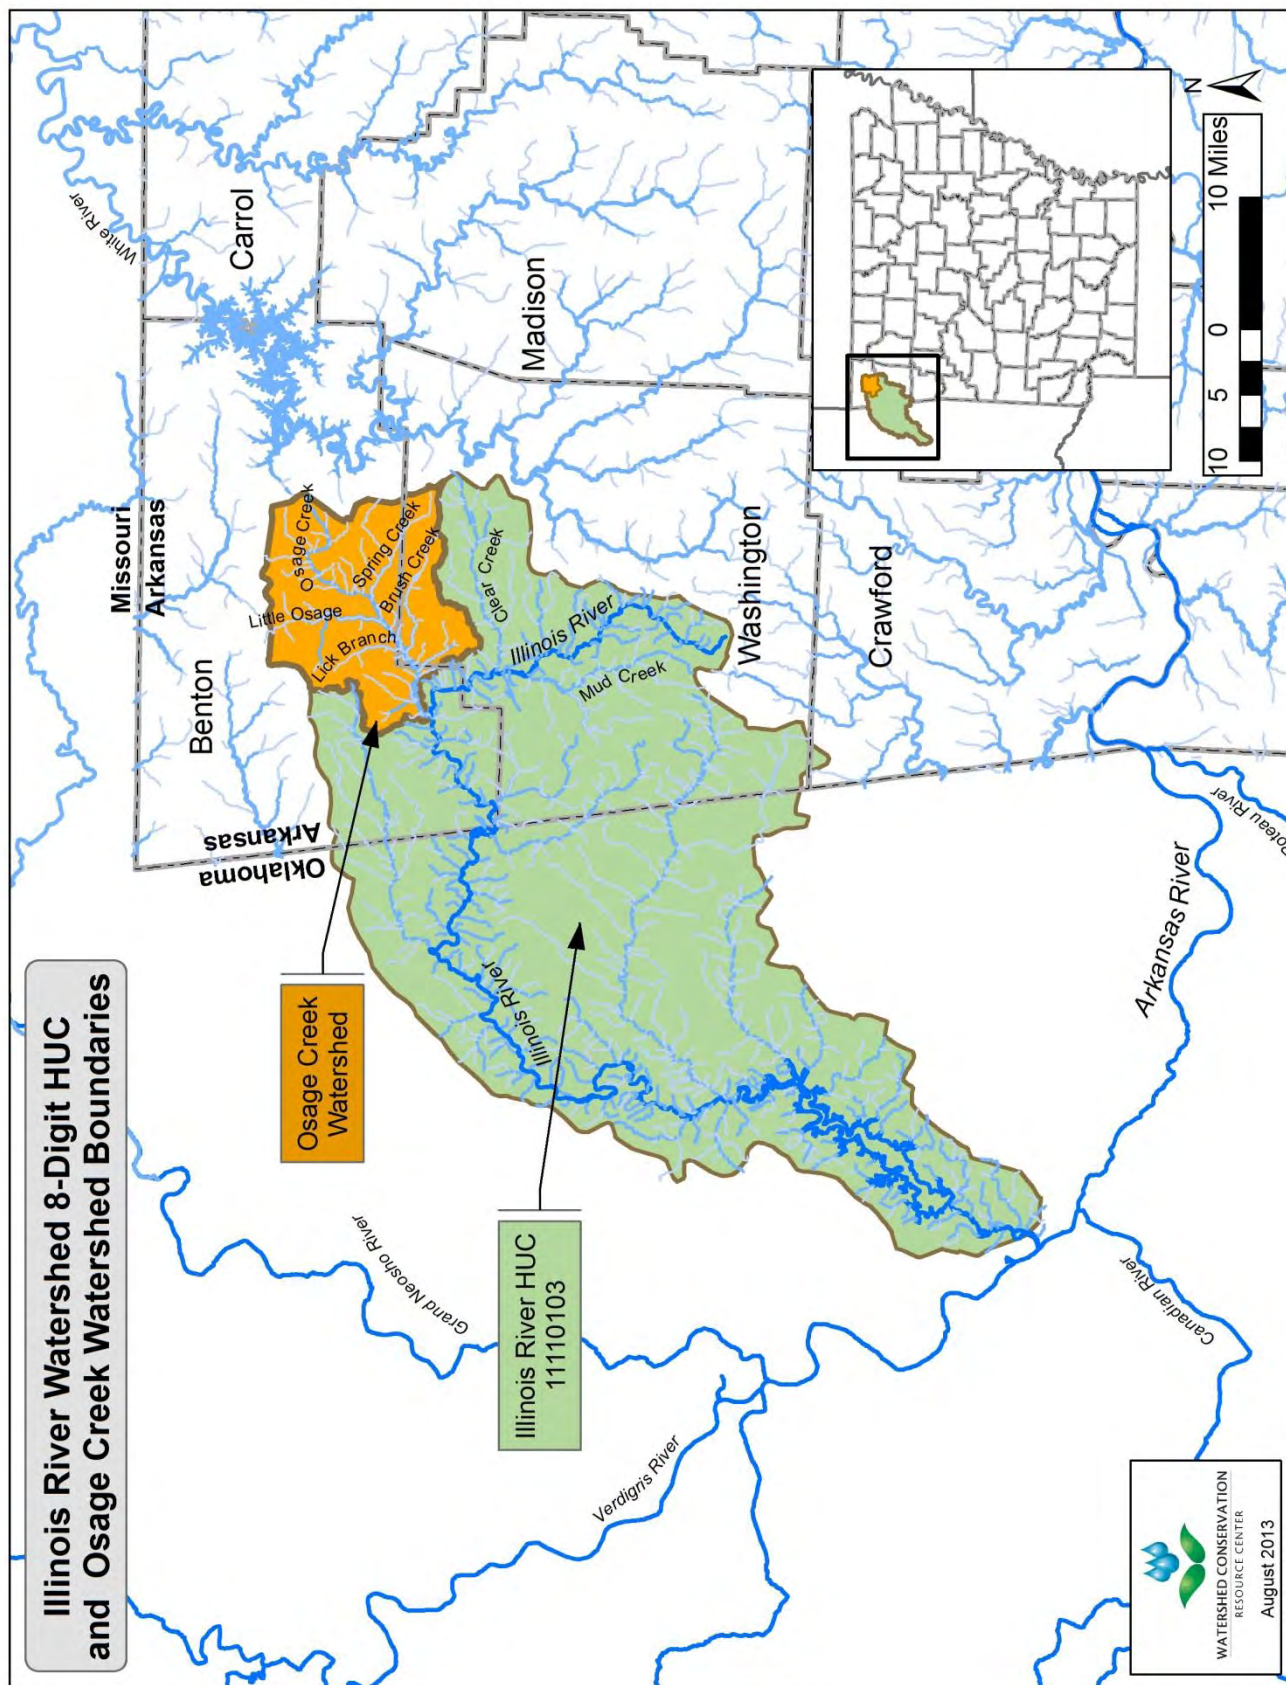 Illinois River Watershed 8-Digit HUC
and Osage Creek Watershed Boundaries
Missouri
Arkansas
Oklahoma
Arkansas
White River
Benton
Carrol
Madison
Washington
Crawford
Osage Creek
Little Osage
Spring Creek
Brush Creek
Lick Branch
Clear Creek
Illinois River
Mud Creek
Illinois River
Osage Creek
Watershed
Illinois River HUC
11110103
Grand Neosho River
Verdigris River
Canadian River
Arkansas River
Poteau River
N
10 5 0 10 Miles
WATERSHED CONSERVATION
RESOURCE CENTER
August 2013